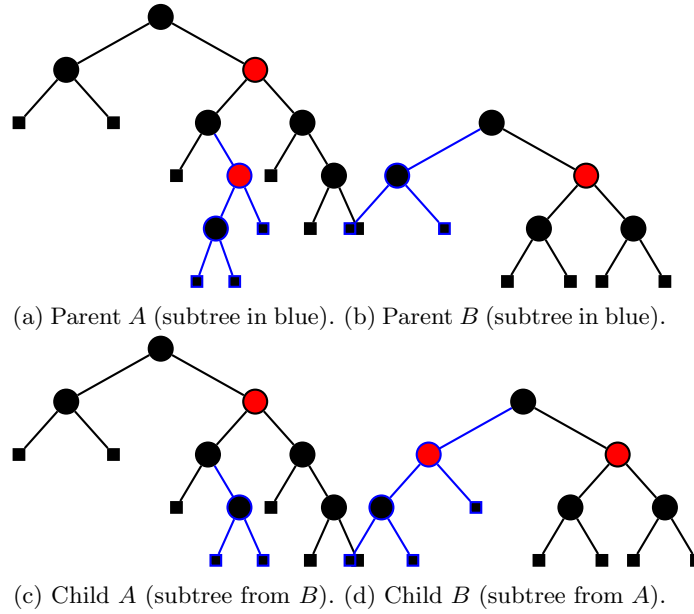 (a) Parent A (subtree in blue). (b) Parent B (subtree in blue).
(c) Child A (subtree from B). (d) Child B (subtree from A).